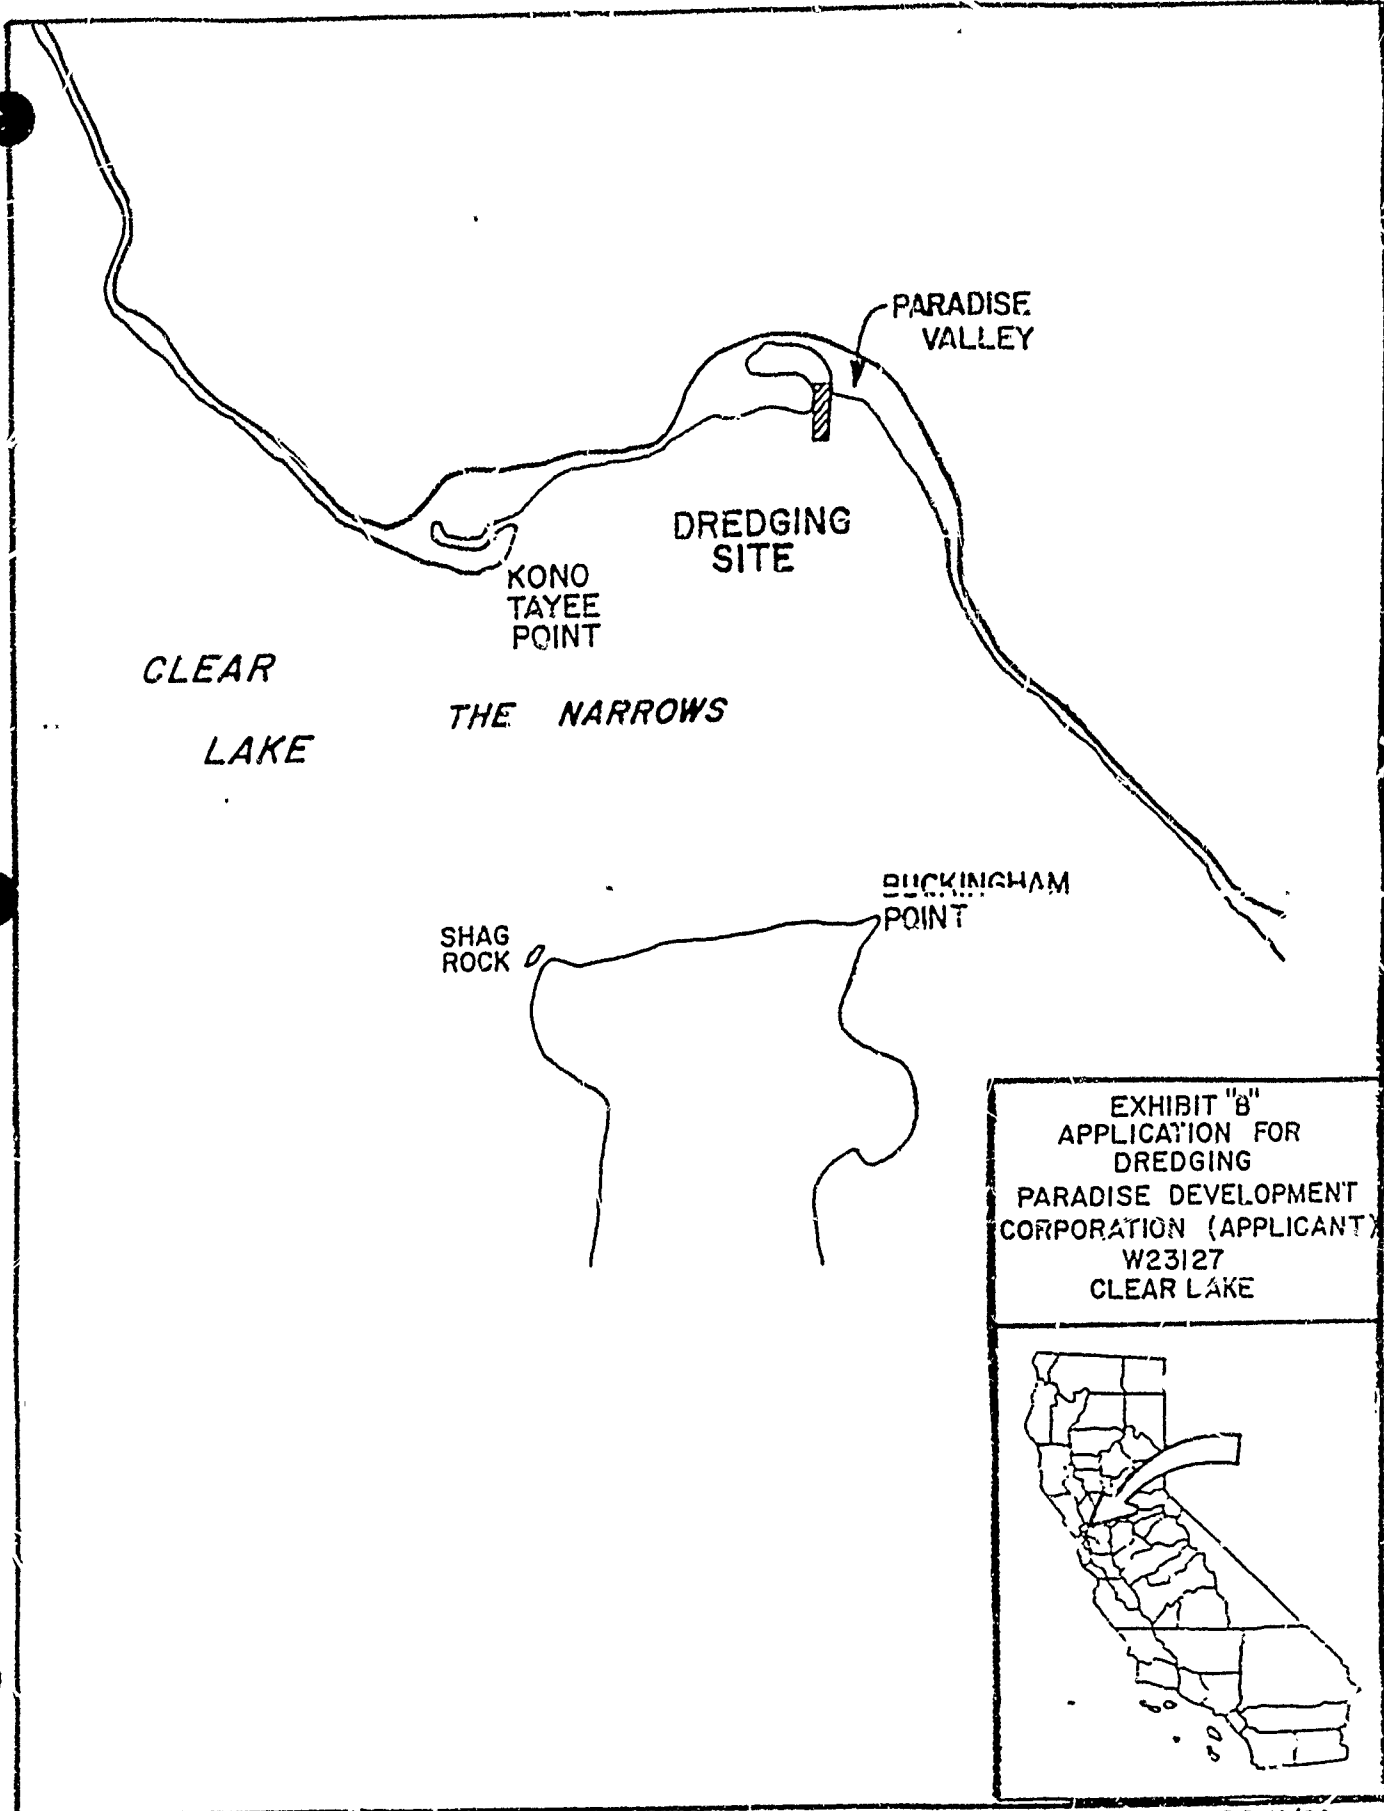 PARADISE
VALLEY
DREDGING
SITE
KONO
TAYEE
POINT
CLEAR
LAKE
THE NARROWS
BUCKINGHAM
POINT
SHAG
ROCK
EXHIBIT "B"
APPLICATION FOR
DREDGING
PARADISE DEVELOPMENT
CORPORATION (APPLICANT)
W23127
CLEAR LAKE